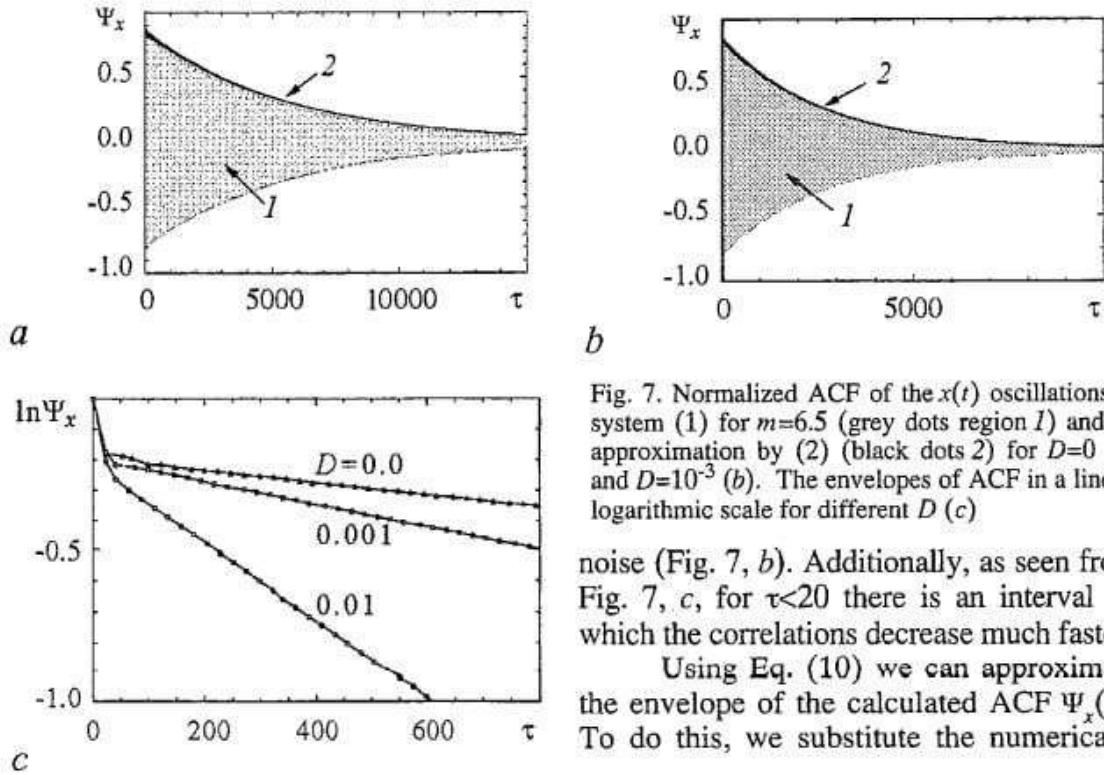 Ψx
0.5
0.0
-0.5
-1.0
2
1
0 5000 10000 τ
a
Ψx
0.5
0.0
-0.5
-1.0
2
1
0 5000 τ
b
lnΨx
-0.5
-1.0
D=0.0
0.001
0.01
0 200 400 600 τ
c
Fig. 7. Normalized ACF of the x(t) oscillations
system (1) for m=6.5 (grey dots region 1) and
approximation by (2) (black dots 2) for D=0
and D=10⁻³ (b). The envelopes of ACF in a line
logarithmic scale for different D (c)
noise (Fig. 7, b). Additionally, as seen fro
Fig. 7, c, for τ<20 there is an interval
which the correlations decrease much faste
Using Eq. (10) we can approxim
the envelope of the calculated ACF Ψx(
To do this, we substitute the numerica